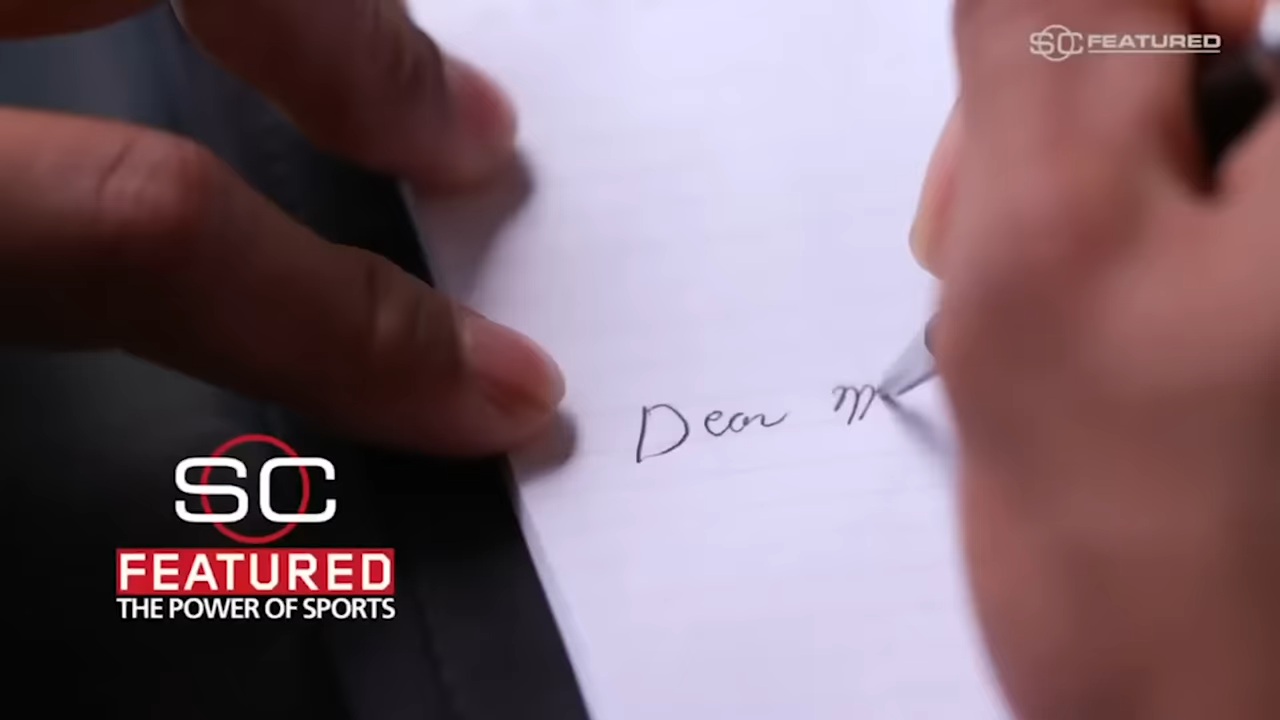 SC FEATURED
Dear m
SC
FEATURED
THE POWER OF SPORTS